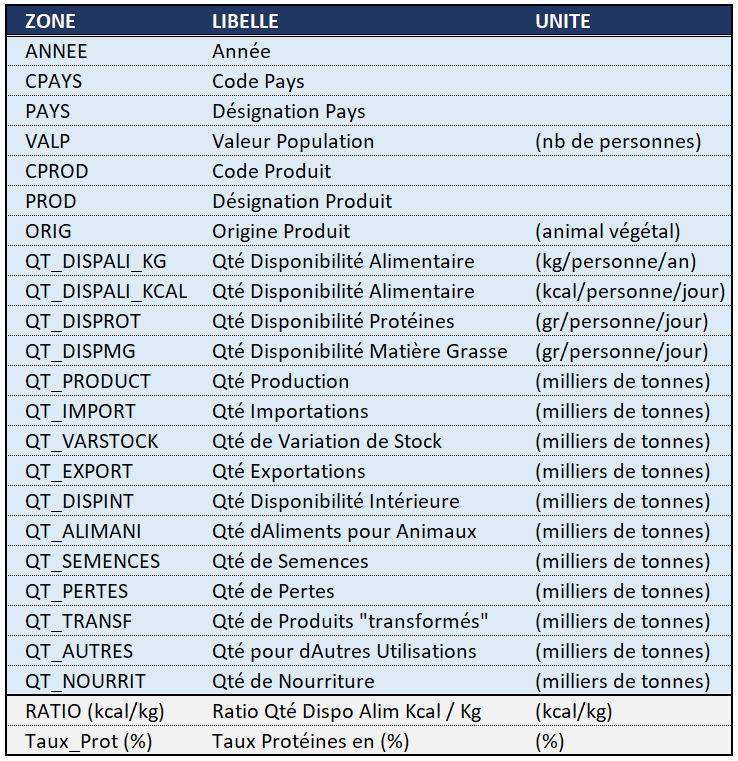 ZONE LIBELLE UNITE
ANNEE Année
CPAYS Code Pays
PAYS Désignation Pays
VALP Valeur Population (nb de personnes)
CPROD Code Produit
PROD Désignation Produit
ORIG Origine Produit (animal végétal)
QT_DISPALI_KG Qté Disponibilité Alimentaire (kg/personne/an)
QT_DISPALI_KCAL Qté Disponibilité Alimentaire (kcal/personne/jour)
QT_DISPROT Qté Disponibilité Protéines (gr/personne/jour)
QT_DISPMG Qté Disponibilité Matière Grasse (gr/personne/jour)
QT_PRODUCT Qté Production (milliers de tonnes)
QT_IMPORT Qté Importations (milliers de tonnes)
QT_VARSTOCK Qté de Variation de Stock (milliers de tonnes)
QT_EXPORT Qté Exportations (milliers de tonnes)
QT_DISPINT Qté Disponibilité Intérieure (milliers de tonnes)
QT_ALIMANI Qté dAliments pour Animaux (milliers de tonnes)
QT_SEMENCES Qté de Semences (milliers de tonnes)
QT_PERTES Qté de Pertes (milliers de tonnes)
QT_TRANSF Qté de Produits "transformés" (milliers de tonnes)
QT_AUTRES Qté pour dAutres Utilisations (milliers de tonnes)
QT_NOURRIT Qté de Nourriture (milliers de tonnes)
RATIO (kcal/kg) Ratio Qté Dispo Alim Kcal / Kg (kcal/kg)
Taux_Prot (%) Taux Protéines en (%) (%)